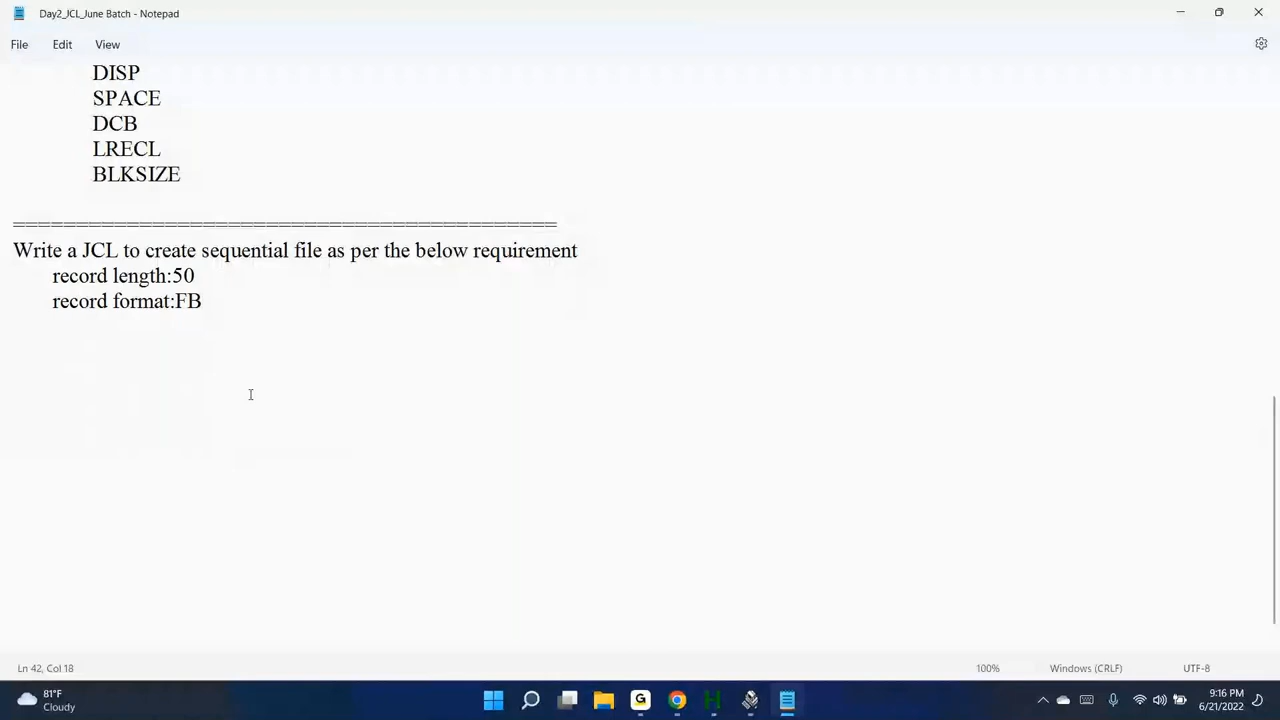 Day2_JCL_June Batch - Notepad
File Edit View
DISP
SPACE
DCB
LRECL
BLKSIZE
===========================================
Write a JCL to create sequential file as per the below requirement
record length:50
record format:FB
Ln 42, Col 18 100% Windows (CRLF) UTF-8
81°F
Cloudy
9:16 PM
6/21/2022